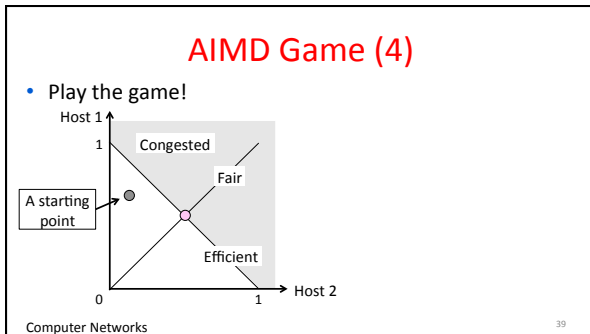 AIMD Game (4)
• Play the game!
Host 1
1
Congested
Fair
A starting
point
Efficient
0
1
Host 2
Computer Networks
39